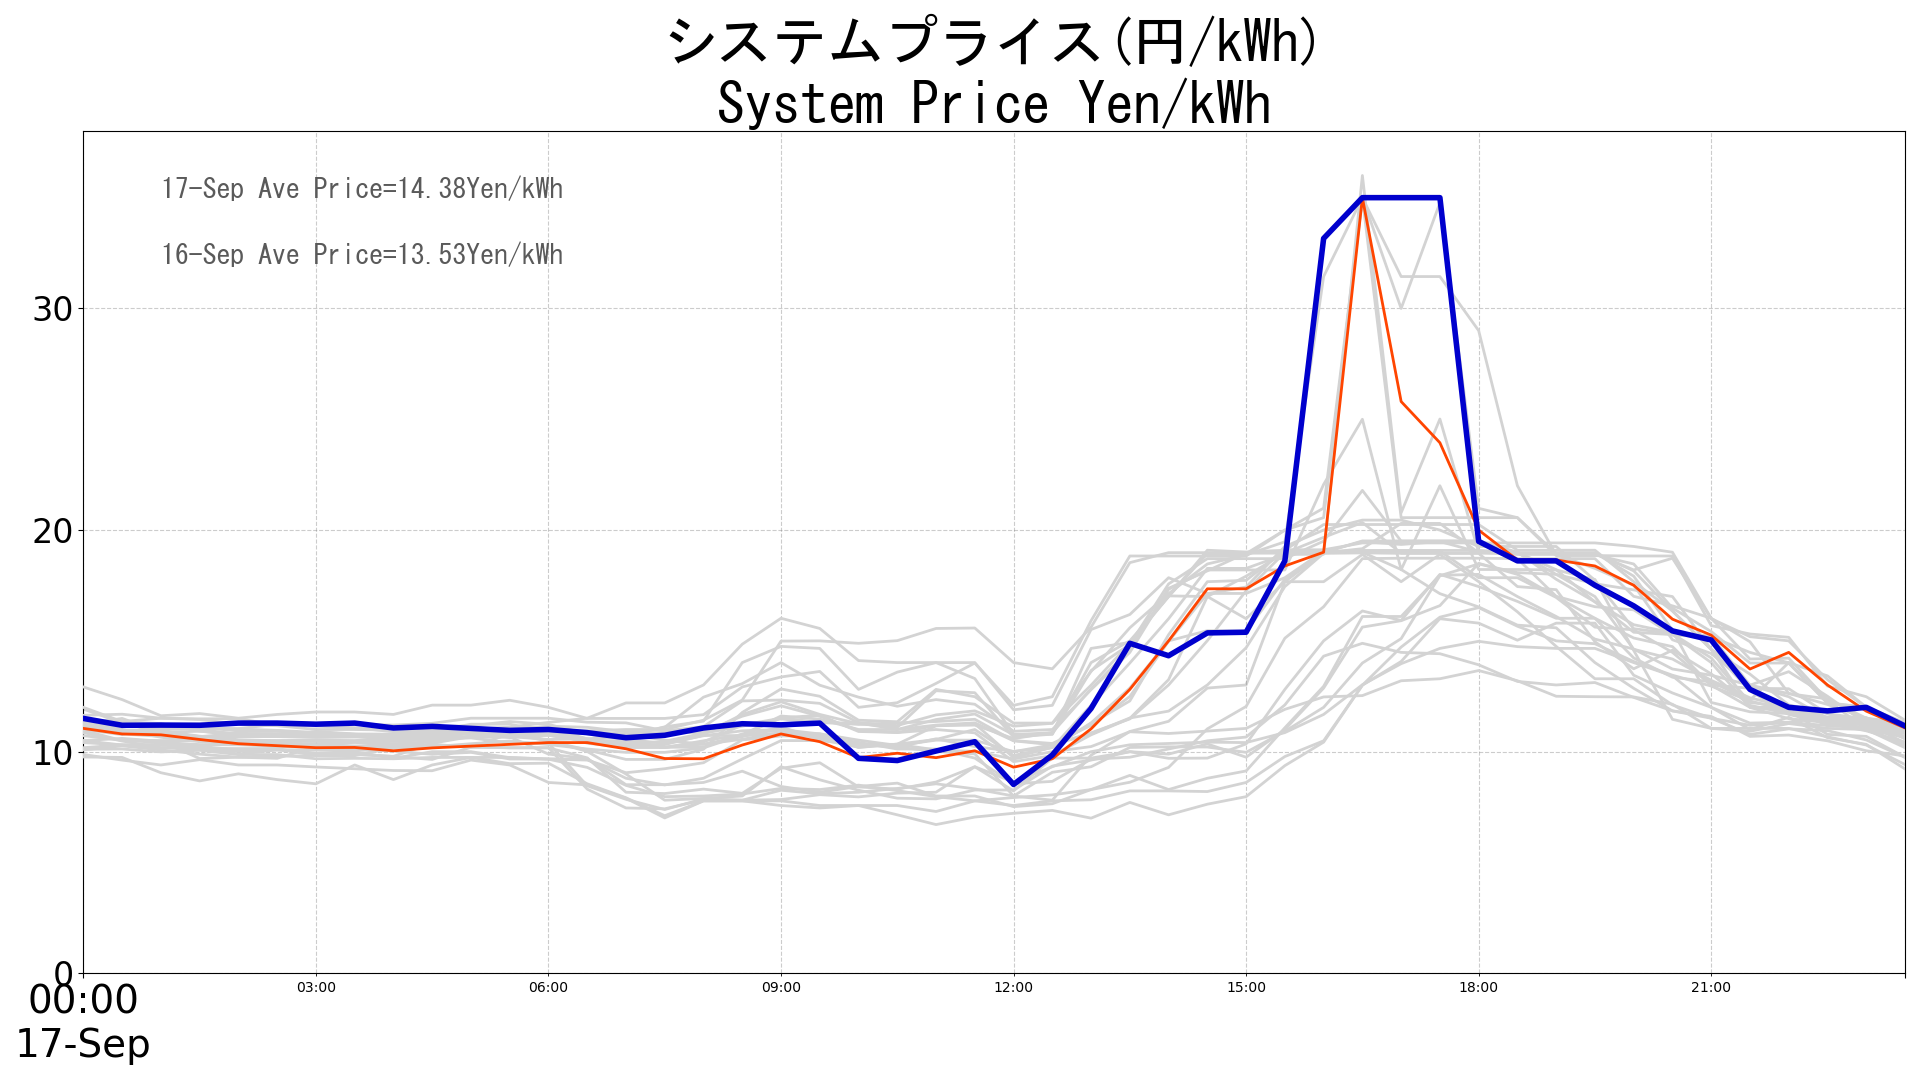 システムプライス(円/kWh)
System Price Yen/kWh
17-Sep Ave Price=14.38Yen/kWh
16-Sep Ave Price=13.53Yen/kWh
30
20
10
0
00:00 03:00 06:00 09:00 12:00 15:00 18:00 21:00
17-Sep